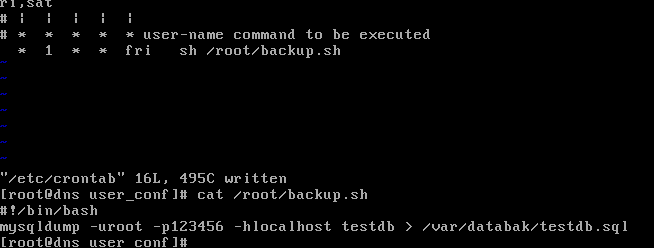 ri,sat
# | | | | |
# * * * * * user-name command to be executed
* 1 * * fri sh /root/backup.sh
~
~
~
~
~
"/etc/crontab" 16L, 495C written
[root@dns user_conf]# cat /root/backup.sh
#!/bin/bash
mysqldump -uroot -p123456 -hlocalhost testdb > /var/databak/testdb.sql
[root@dns user_conf]#